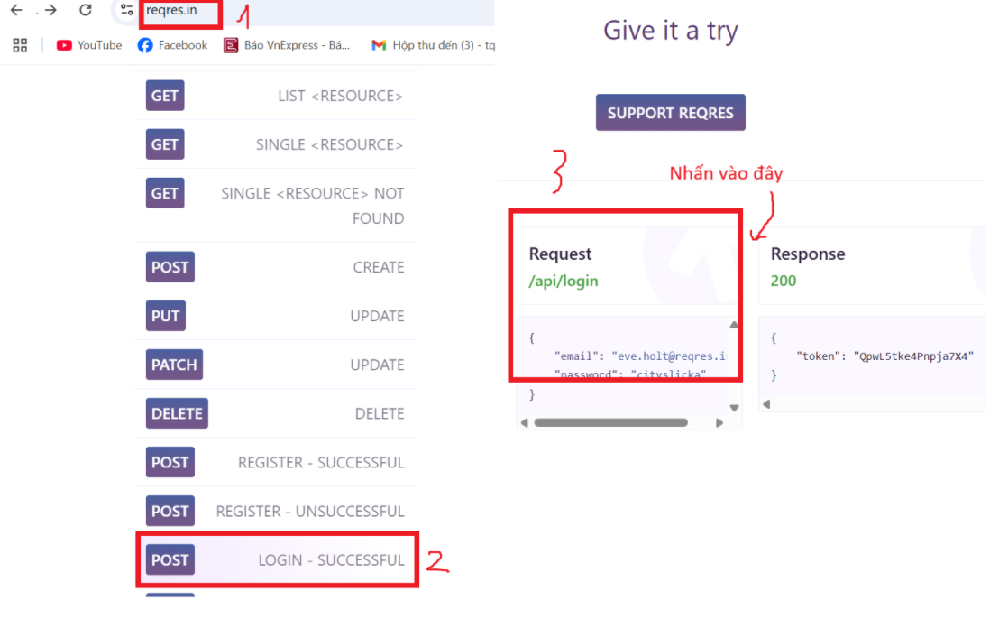 reqres.in
1
YouTube
Facebook
Báo VnExpress - Bá...
Hộp thư đến (3) - tq
GET LIST <RESOURCE>
GET SINGLE <RESOURCE>
GET SINGLE <RESOURCE> NOT
FOUND
POST CREATE
PUT UPDATE
PATCH UPDATE
DELETE DELETE
POST REGISTER - SUCCESSFUL
POST REGISTER - UNSUCCESSFUL
POST LOGIN - SUCCESSFUL
2
Give it a try
SUPPORT REQRES
3
Nhấn vào đây
Request
/api/login
{
"email": "eve.holt@reqres.i
"password": "cityslicka"
}
Response
200
{
"token": "QpwL5tke4Pnpja7X4"
}